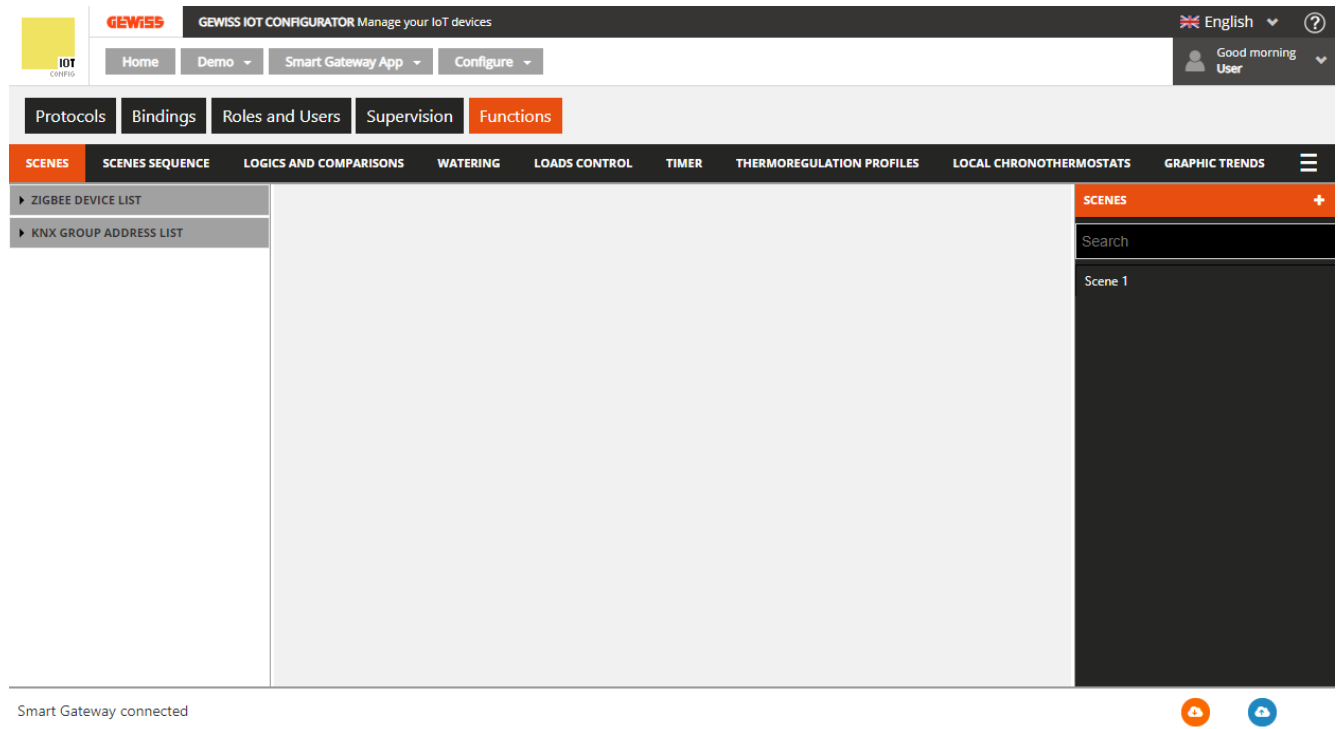 GEWISS GEWISS IOT CONFIGURATOR Manage your IoT devices English ?
IOT
CONFIG
Home Demo Smart Gateway App Configure
Good morning
User
Protocols Bindings Roles and Users Supervision Functions
SCENES SCENES SEQUENCE LOGICS AND COMPARISONS WATERING LOADS CONTROL TIMER THERMOREGULATION PROFILES LOCAL CHRONOTHERMOSTATS GRAPHIC TRENDS
ZIGBEE DEVICE LIST
KNX GROUP ADDRESS LIST
SCENES +
Search
Scene 1
Smart Gateway connected